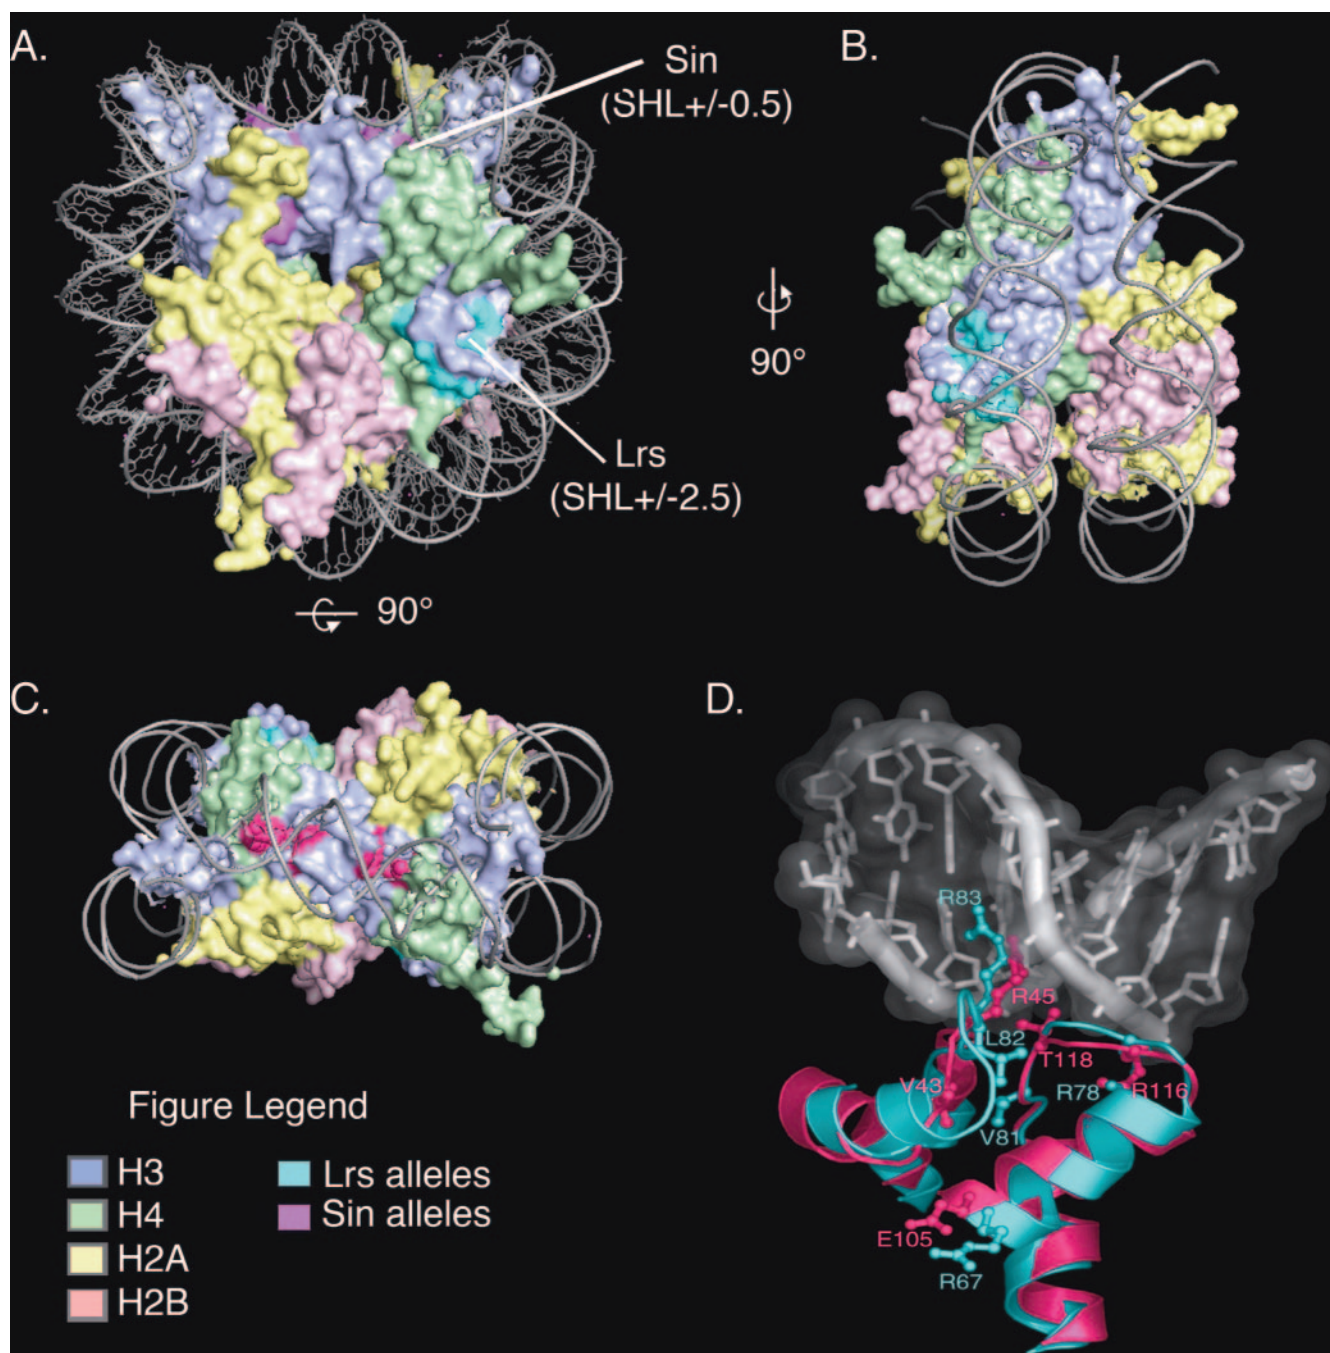 A.
Sin
(SHL+/-0.5)
B.
90°
Lrs
(SHL+/-2.5)
90°
C.
D.
R83
R45
L82
T118
V43
R78
R116
V81
E105
R67
Figure Legend
H3
H4
H2A
H2B
Lrs alleles
Sin alleles